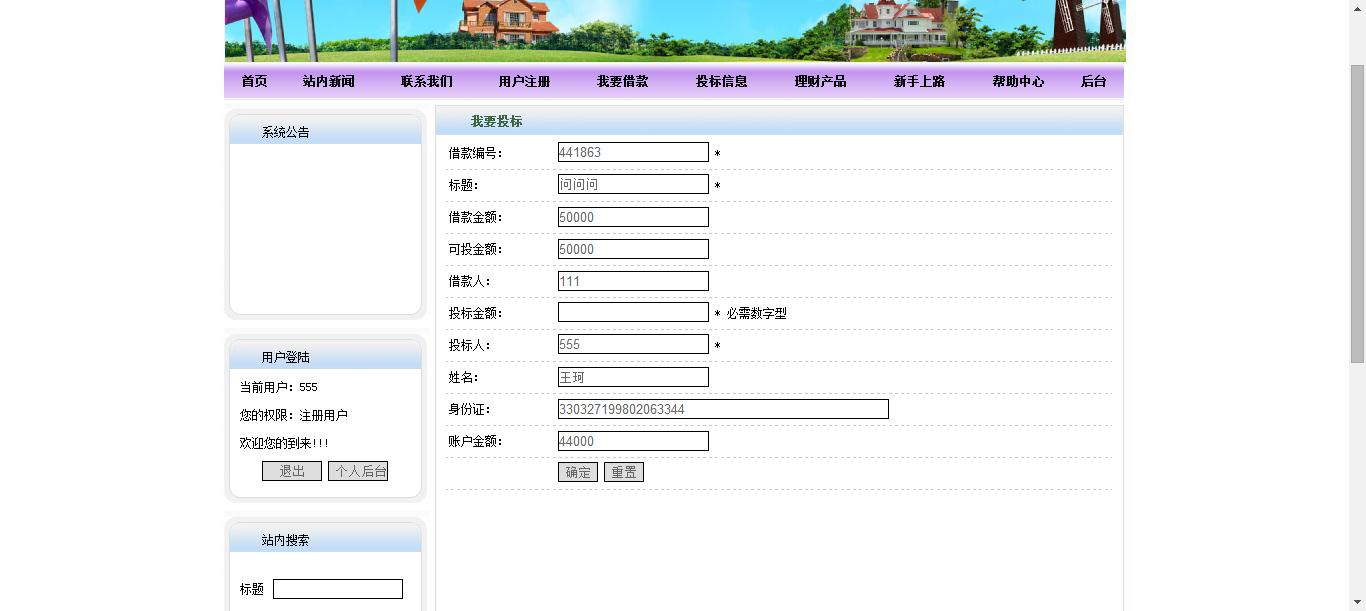 首页 站内新闻 联系我们 用户注册 我要借款 投标信息 理财产品 新手上路 帮助中心 后台
系统公告
用户登陆
当前用户：555
您的权限：注册用户
欢迎您的到来!!!
退出 个人后台
站内搜索
标题
我要投标
借款编号： 441863 *
标题： 问问问 *
借款金额： 50000
可投金额： 50000
借款人： 111
投标金额： * 必需数字型
投标人： 555 *
姓名： 王珂
身份证： 330327199802063344
账户金额： 44000
确定 重置